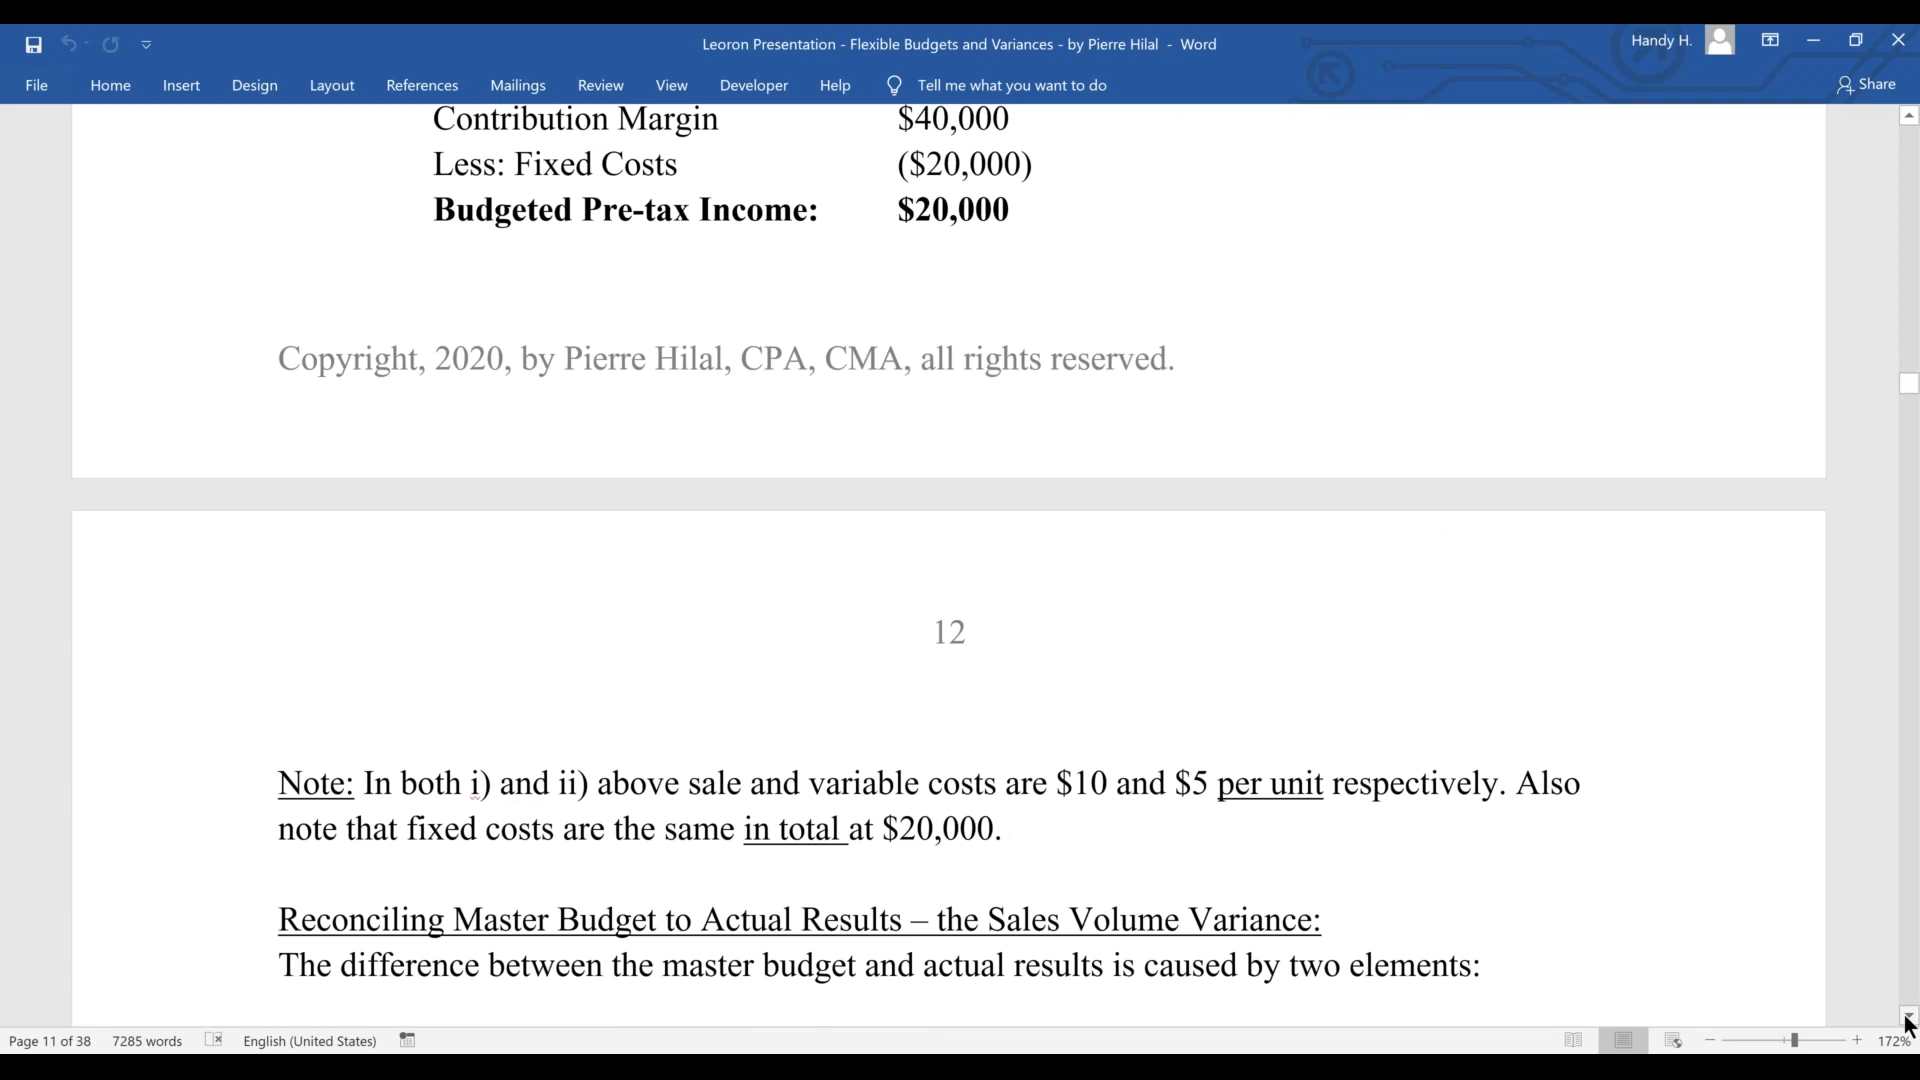 Leoron Presentation - Flexible Budgets and Variances - by Pierre Hilal - Word
Handy H.
File Home Insert Design Layout References Mailings Review View Developer Help Tell me what you want to do Share
Contribution Margin $40,000
Less: Fixed Costs ($20,000)
Budgeted Pre-tax Income: $20,000
Copyright, 2020, by Pierre Hilal, CPA, CMA, all rights reserved.
12
Note: In both i) and ii) above sale and variable costs are $10 and $5 per unit respectively. Also
note that fixed costs are the same in total at $20,000.
Reconciling Master Budget to Actual Results – the Sales Volume Variance:
The difference between the master budget and actual results is caused by two elements:
Page 11 of 38 7285 words English (United States) 172%